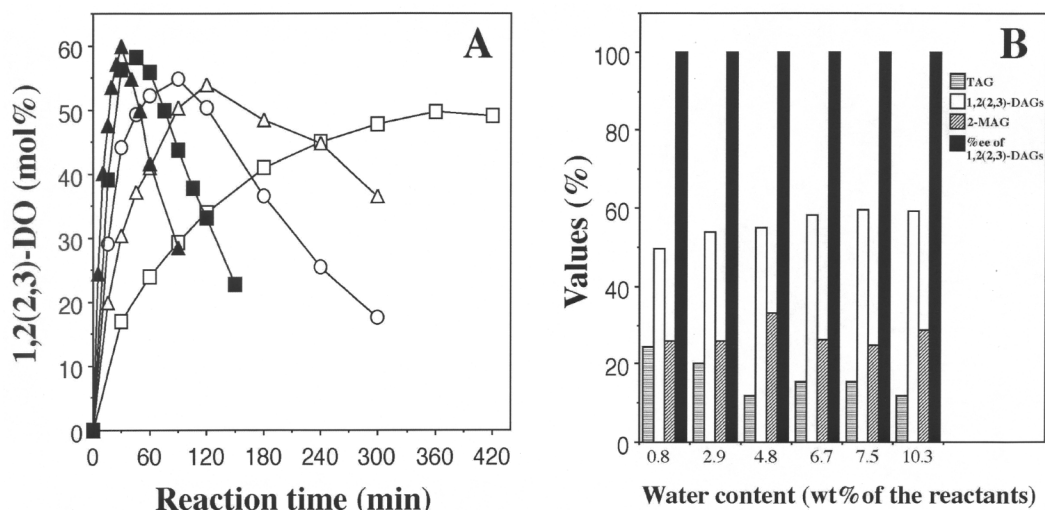 A
1,2(2,3)-DO (mol%)
60
50
40
30
20
10
0
0 60 120 180 240 300 360 420
Reaction time (min)
B
Values (%)
100
80
60
40
20
0
TAG
1,2(2,3)-DAGs
2-MAG
%ee of
1,2(2,3)-DAGs
0.8 2.9 4.8 6.7 7.5 10.3
Water content (wt% of the reactants)